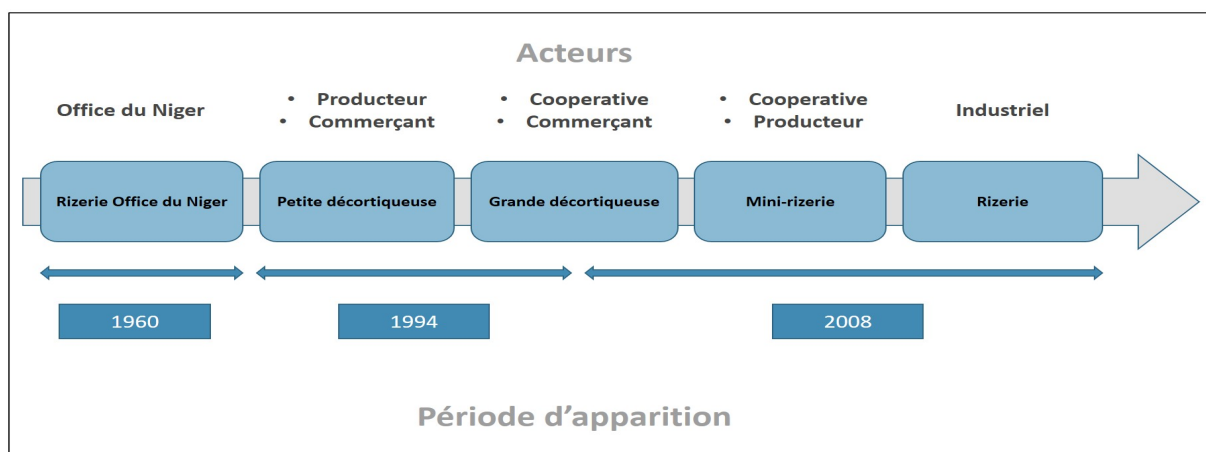 Acteurs
Office du Niger
• Producteur
• Commerçant
• Cooperative
• Commerçant
• Cooperative
• Producteur
Industriel
Rizerie Office du Niger
Petite décortiqueuse
Grande décortiqueuse
Mini-rizerie
Rizerie
1960
1994
2008
Période d’apparition